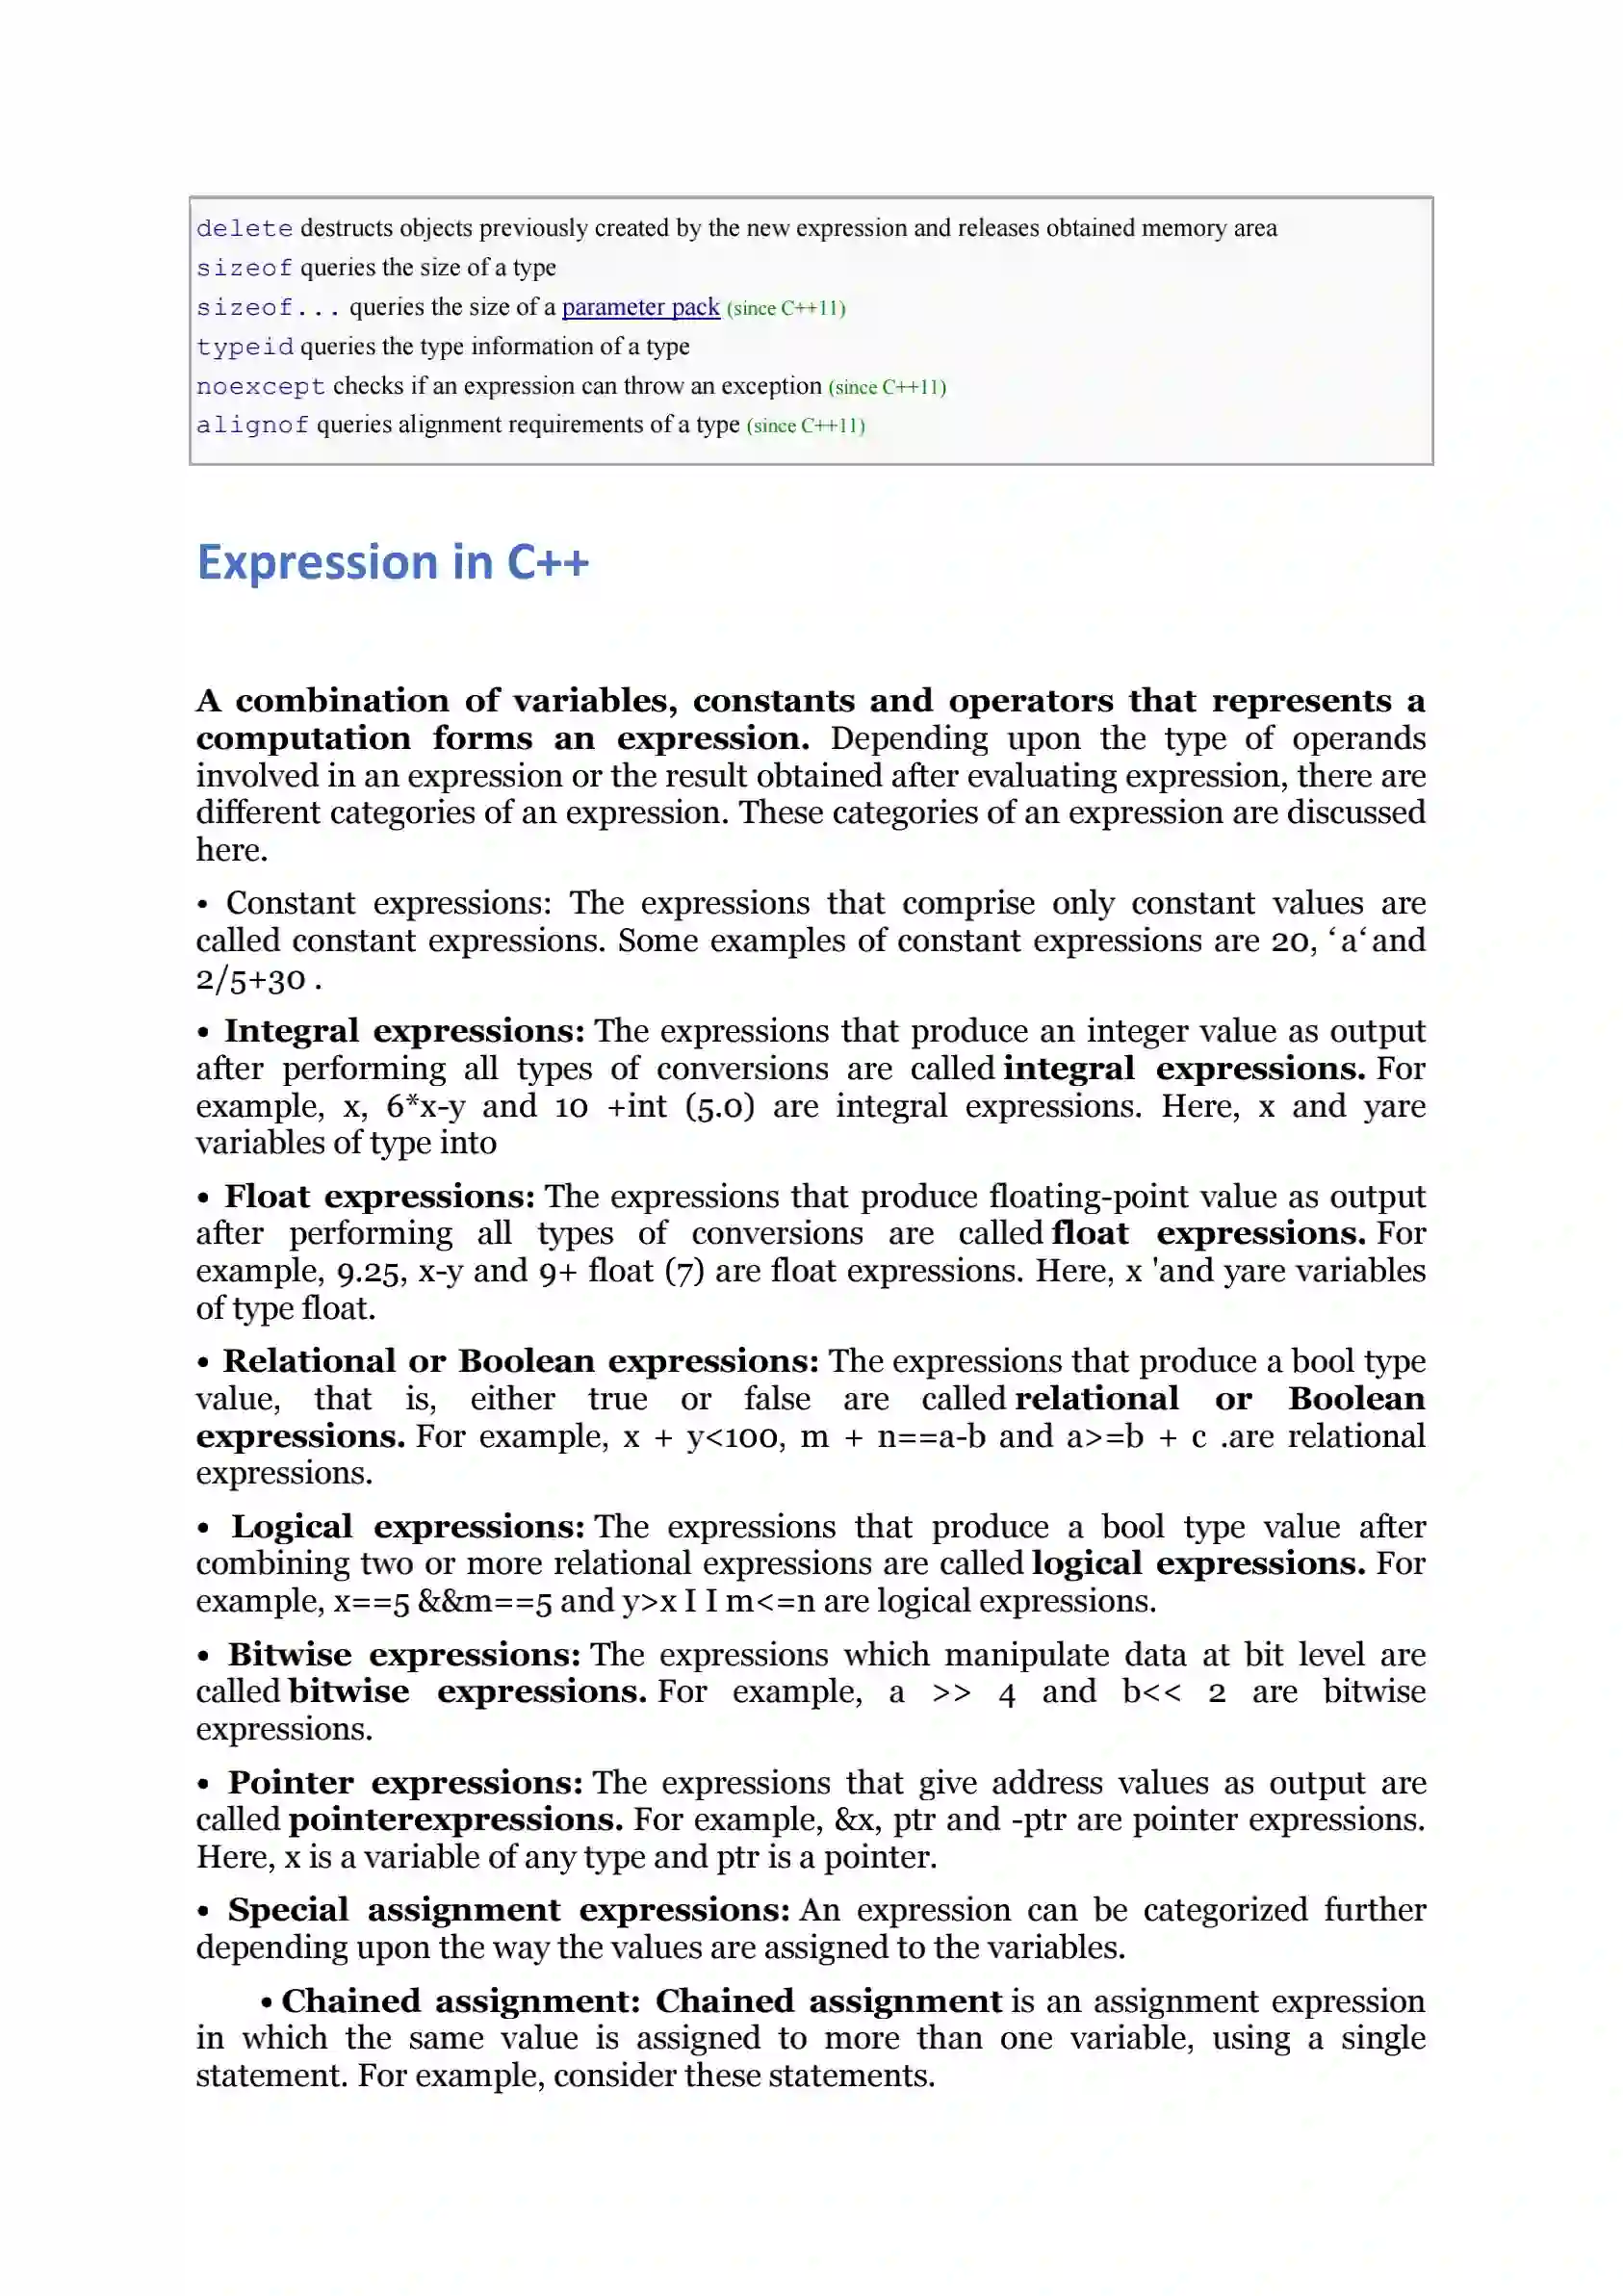 delete destructs objects previously created by the new expression and releases obtained memory area
sizeof queries the size of a type
sizeof... queries the size of a parameter pack (since C++11)
typeid queries the type information of a type
noexcept checks if an expression can throw an exception (since C++11)
alignof queries alignment requirements of a type (since C++11)
Expression in C++
A combination of variables, constants and operators that represents a
computation forms an expression. Depending upon the type of operands
involved in an expression or the result obtained after evaluating expression, there are
different categories of an expression. These categories of an expression are discussed
here.
• Constant expressions: The expressions that comprise only constant values are
called constant expressions. Some examples of constant expressions are 20, ‘ a‘ and
2/5+30 .
• Integral expressions: The expressions that produce an integer value as output
after performing all types of conversions are called integral expressions. For
example, x, 6*x-y and 10 +int (5.0) are integral expressions. Here, x and yare
variables of type into
• Float expressions: The expressions that produce floating-point value as output
after performing all types of conversions are called float expressions. For
example, 9.25, x-y and 9+ float (7) are float expressions. Here, x 'and yare variables
of type float.
• Relational or Boolean expressions: The expressions that produce a bool type
value, that is, either true or false are called relational or Boolean
expressions. For example, x + y<100, m + n==a-b and a>=b + c .are relational
expressions.
• Logical expressions: The expressions that produce a bool type value after
combining two or more relational expressions are called logical expressions. For
example, x==5 &&m==5 and y>x I I m<=n are logical expressions.
• Bitwise expressions: The expressions which manipulate data at bit level are
called bitwise expressions. For example, a >> 4 and b<< 2 are bitwise
expressions.
• Pointer expressions: The expressions that give address values as output are
called pointerexpressions. For example, &x, ptr and -ptr are pointer expressions.
Here, x is a variable of any type and ptr is a pointer.
• Special assignment expressions: An expression can be categorized further
depending upon the way the values are assigned to the variables.
• Chained assignment: Chained assignment is an assignment expression
in which the same value is assigned to more than one variable, using a single
statement. For example, consider these statements.